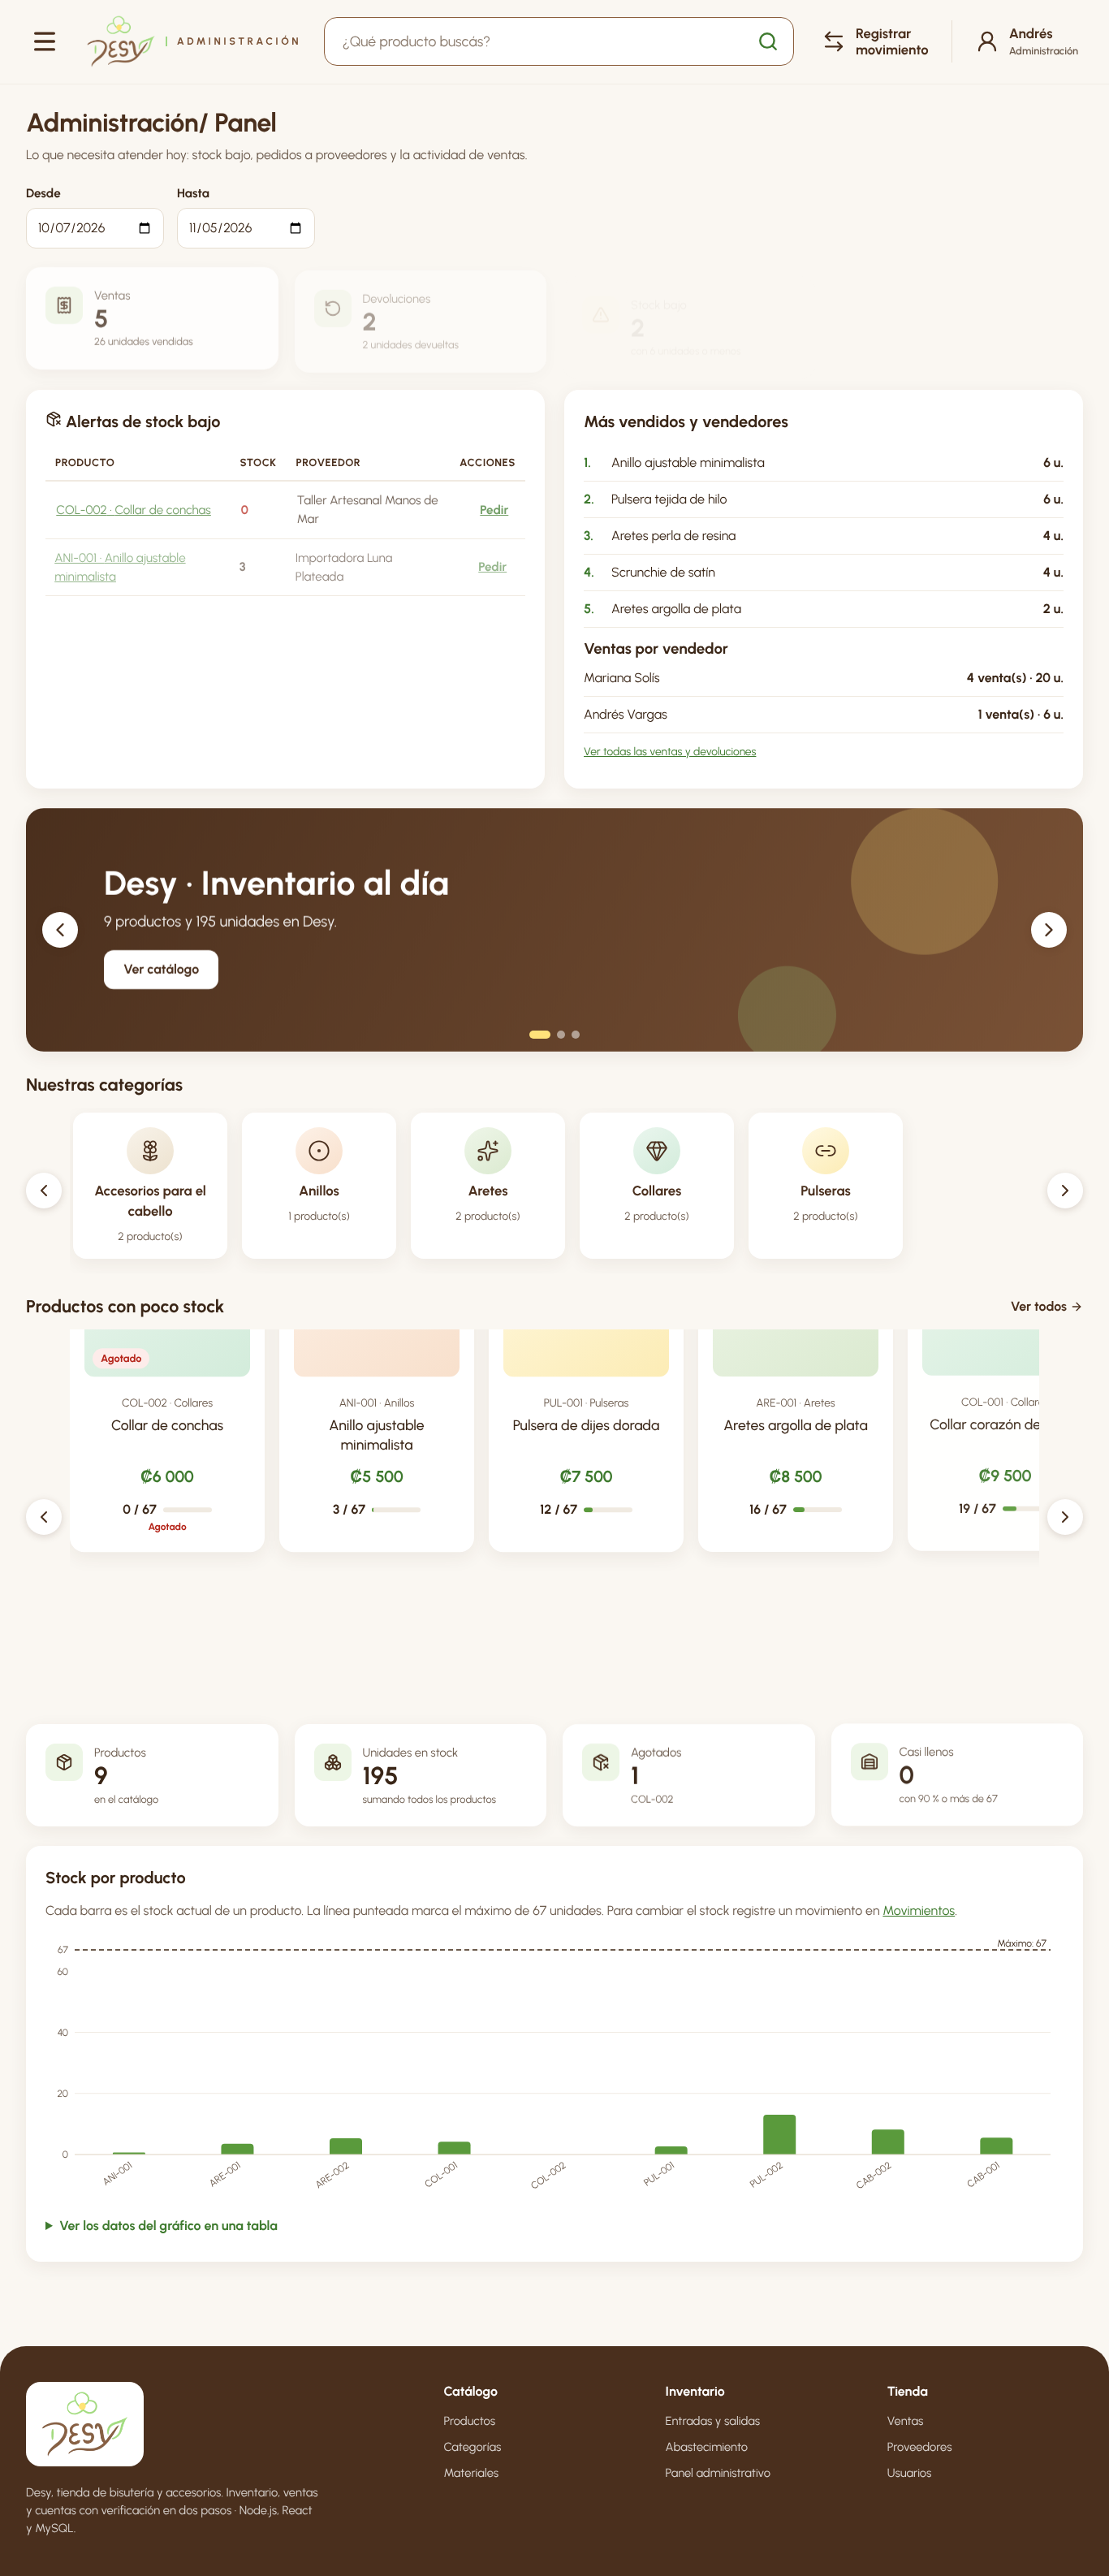 DESY
| ADMINISTRACIÓN
¿Qué producto buscás?
Registrar
movimiento
Andrés
Administración
Administración/ Panel
Lo que necesita atender hoy: stock bajo, pedidos a proveedores y la actividad de ventas.
Desde
Hasta
10/07/2026
11/05/2026
Ventas
5
26 unidades vendidas
Devoluciones
2
2 unidades devueltas
Stock bajo
2
Alertas de stock bajo
PRODUCTO STOCK PROVEEDOR ACCIONES
COL-002 · Collar de conchas 0 Taller Artesanal Manos de
Mar
Pedir
ANI-001 · Anillo ajustable
minimalista
3 Importadora Luna
Plateada
Pedir
Más vendidos y vendedores
1. Anillo ajustable minimalista 6 u.
2. Pulsera tejida de hilo 6 u.
3. Aretes perla de resina 4 u.
4. Scrunchie de satín 4 u.
5. Aretes argolla de plata 2 u.
Ventas por vendedor
Mariana Solís 4 venta(s) · 20 u.
Andrés Vargas 1 venta(s) · 6 u.
Ver todas las ventas y devoluciones
Desy · Inventario al día
9 productos y 195 unidades en Desy.
Ver catálogo
Nuestras categorías
Accesorios para el
cabello
2 producto(s)
Anillos
1 producto(s)
Aretes
2 producto(s)
Collares
2 producto(s)
Pulseras
2 producto(s)
Productos con poco stock
Ver todos →
Agotado
COL-002 · Collares
Collar de conchas
₡6 000
0 / 67
Agotado
ANI-001 · Anillos
Anillo ajustable
minimalista
₡5 500
3 / 67
PUL-001 · Pulseras
Pulsera de dijes dorada
₡7 500
12 / 67
ARE-001 · Aretes
Aretes argolla de plata
₡8 500
16 / 67
COL-001 · Collar
Collar corazón de
₡9 500
19 / 67
Productos
9
en el catálogo
Unidades en stock
195
sumando todos los productos
Agotados
1
COL-002
Casi llenos
0
con 90 % o más de 67
Stock por producto
Cada barra es el stock actual de un producto. La línea punteada marca el máximo de 67 unidades. Para cambiar el stock registre un movimiento en Movimientos.
Máximo: 67
67
60
40
20
0
ANI-001 ARE-001 ARE-002 COL-001 COL-002 PUL-001 PUL-002 CAB-002 CAB-001
Ver los datos del gráfico en una tabla
DESY
Desy, tienda de bisutería y accesorios. Inventario, ventas
y cuentas con verificación en dos pasos · Node.js, React
y MySQL.
Catálogo
Productos
Categorías
Materiales
Inventario
Entradas y salidas
Abastecimiento
Panel administrativo
Tienda
Ventas
Proveedores
Usuarios